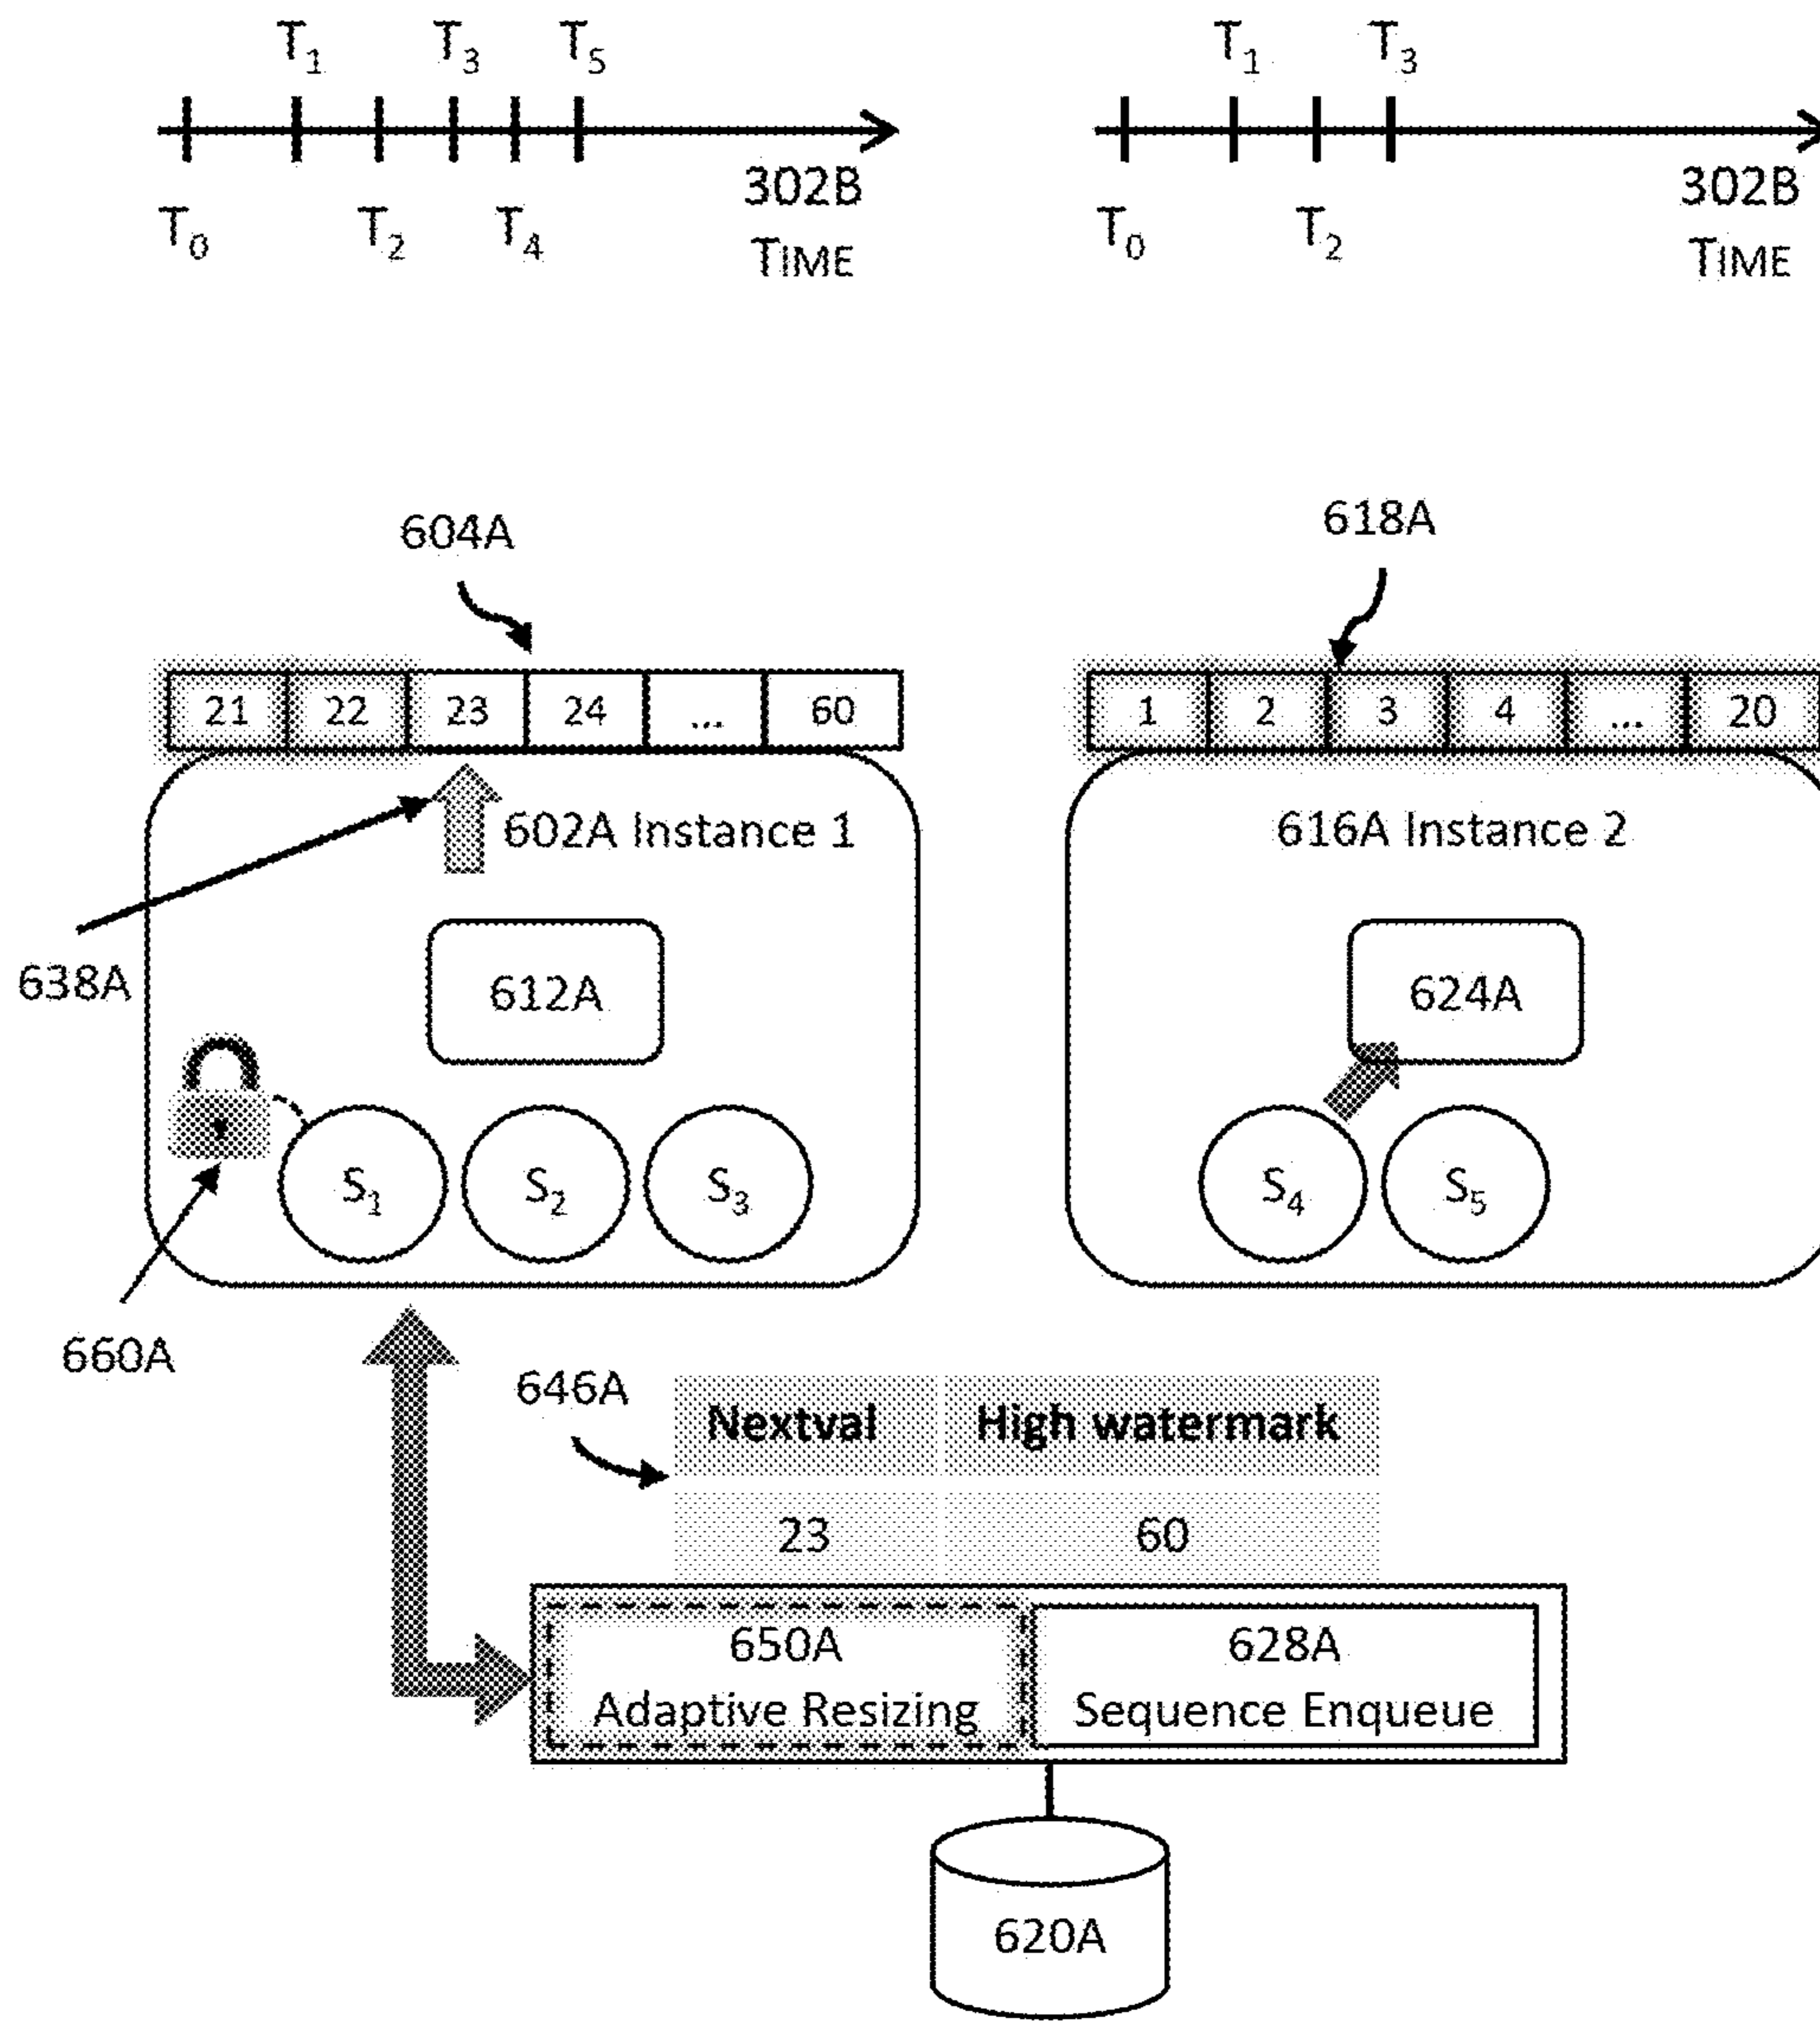 T1 T3 T5 T1 T3
302B 302B
T0 T2 T4 TIME T0 T2 TIME
604A 618A
21 22 23 24 ... 60 1 2 3 4 ... 20
602A Instance 1 616A Instance 2
638A 612A 624A
S1 S2 S3 S4 S5
660A
646A
Nextval High watermark
23 60
650A 628A
Adaptive Resizing Sequence Enqueue
620A